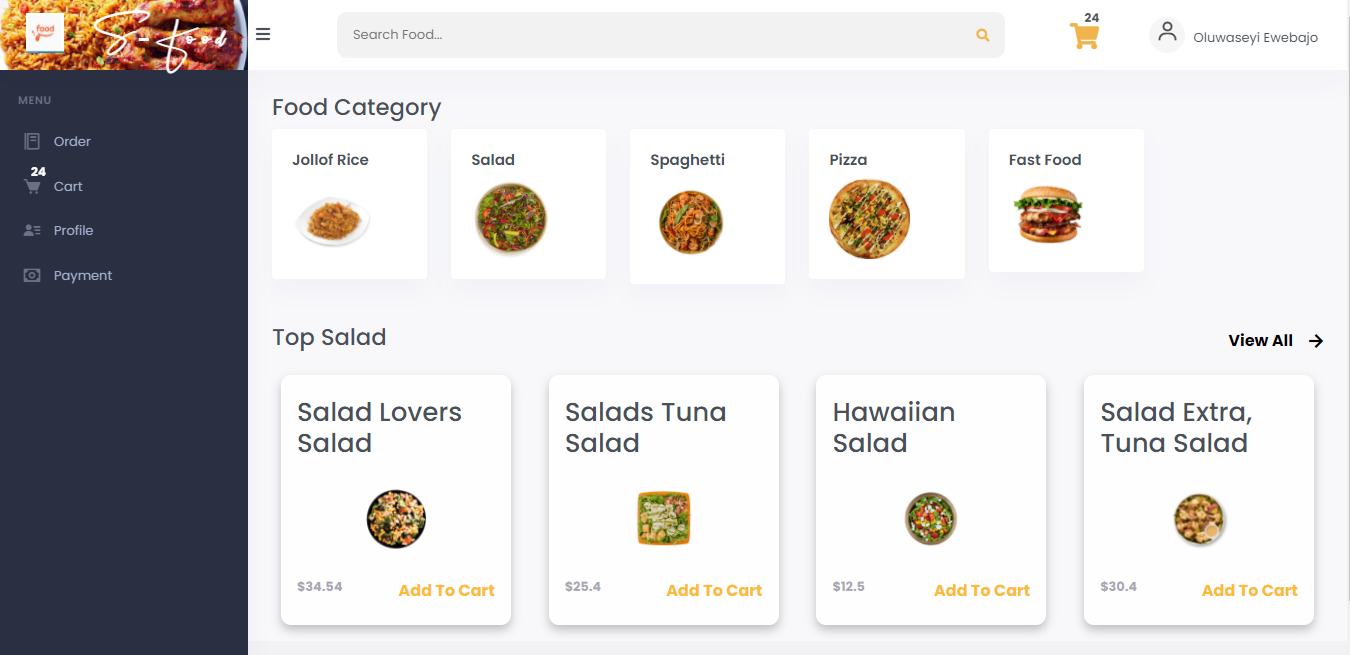 food
S-food
Search Food...
24
Oluwaseyi Ewebajo
MENU
Order
24
Cart
Profile
Payment
Food Category
Jollof Rice
Salad
Spaghetti
Pizza
Fast Food
Top Salad
View All
Salad Lovers
Salad
$34.54
Add To Cart
Salads Tuna
Salad
$25.4
Add To Cart
Hawaiian
Salad
$12.5
Add To Cart
Salad Extra,
Tuna Salad
$30.4
Add To Cart